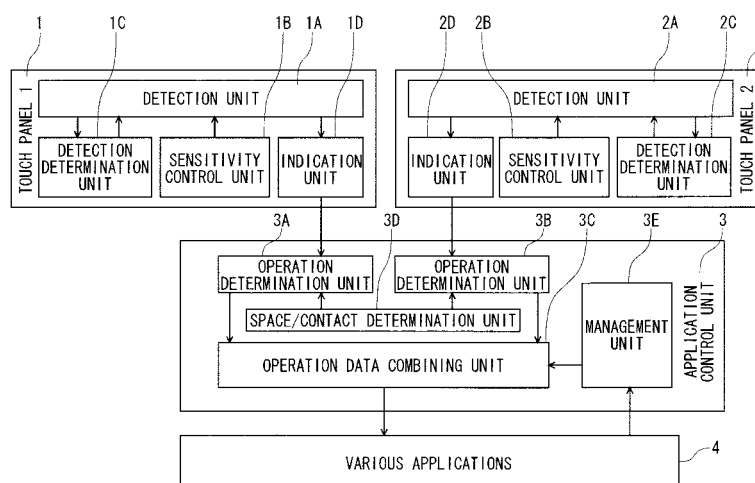 1
1C
1B
1A
1D
2D
2B
2A
2C
2
TOUCH PANEL 1
DETECTION UNIT
DETECTION
DETERMINATION
UNIT
SENSITIVITY
CONTROL UNIT
INDICATION
UNIT
DETECTION UNIT
INDICATION
UNIT
SENSITIVITY
CONTROL UNIT
DETECTION
DETERMINATION
UNIT
TOUCH PANEL 2
3A
3D
3B
3C
3E
3
OPERATION
DETERMINATION UNIT
OPERATION
DETERMINATION UNIT
SPACE/CONTACT DETERMINATION UNIT
OPERATION DATA COMBINING UNIT
MANAGEMENT
UNIT
APPLICATION
CONTROL UNIT
VARIOUS APPLICATIONS
4